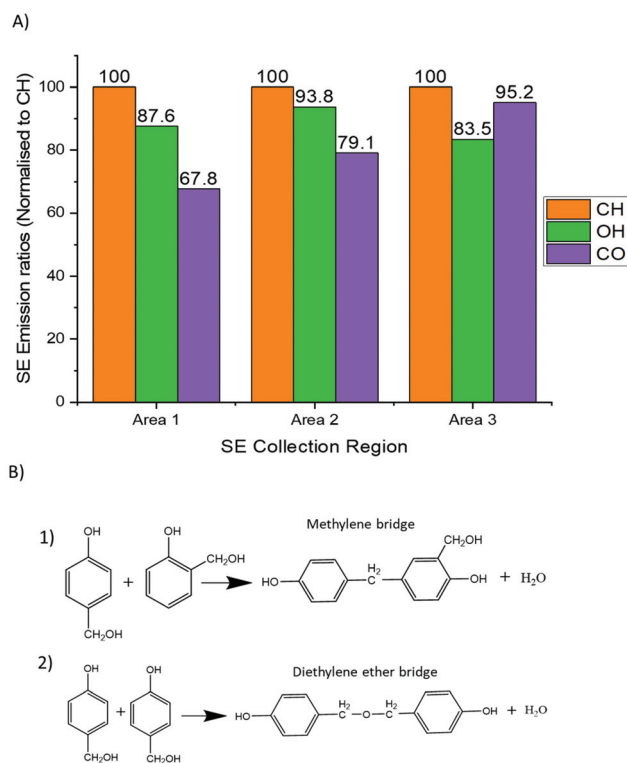 A)
SE Emission ratios (Normalised to CH)
100
80
60
40
20
0
100
87.6
67.8
100
93.8
79.1
100
83.5
95.2
CH
OH
CO
Area 1 Area 2 Area 3
SE Collection Region
B)
1)
OH
CH₂OH
+
OH
CH₂OH
Methylene bridge
HO
C
H₂
CH₂OH
OH
+ H₂O
2)
OH
CH₂OH
+
OH
CH₂OH
Diethylene ether bridge
HO
H₂
C
O
H₂
C
OH
+ H₂O